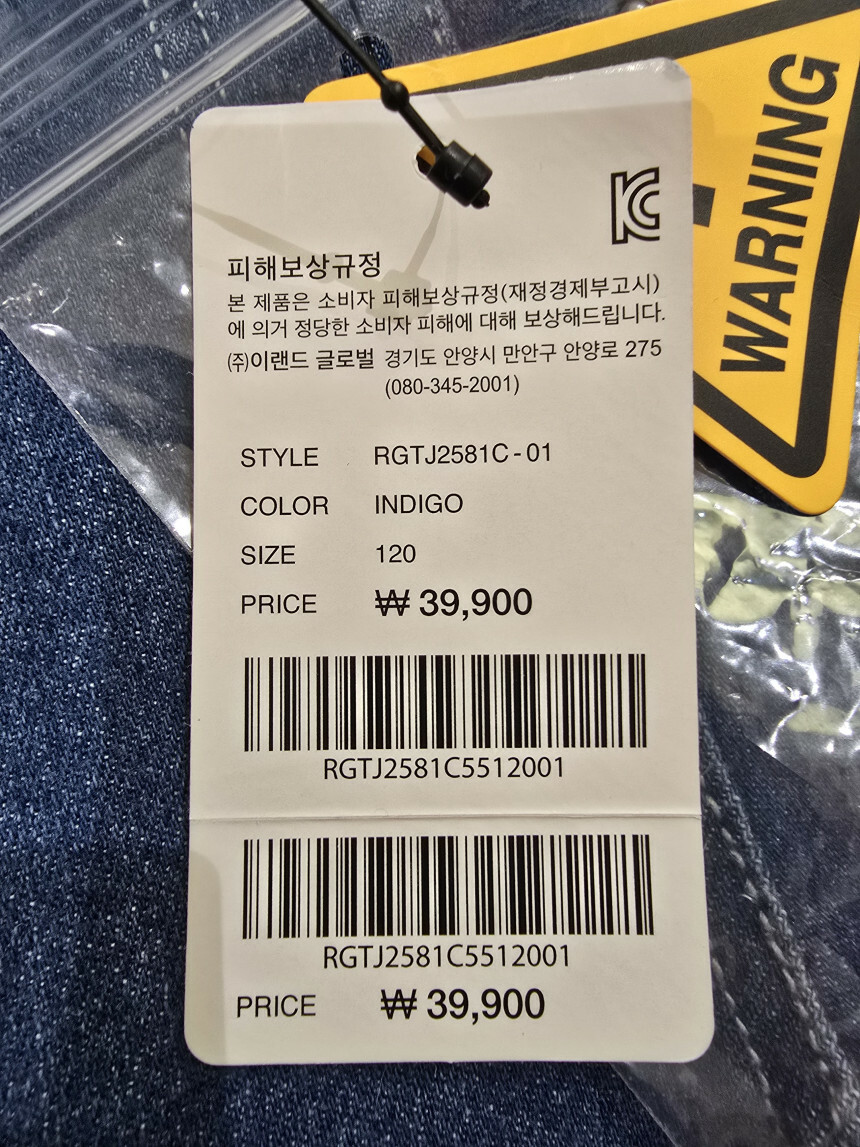 WARNING
피해보상규정
본 제품은 소비자 피해보상규정(재정경제부고시)
에 의거 정당한 소비자 피해에 대해 보상해드립니다.
(주)이랜드 글로벌 경기도 안양시 만안구 안양로 275
(080-345-2001)
STYLE RGTJ2581C-01
COLOR INDIGO
SIZE 120
PRICE ₩ 39,900
RGTJ2581C5512001
RGTJ2581C5512001
PRICE ₩ 39,900